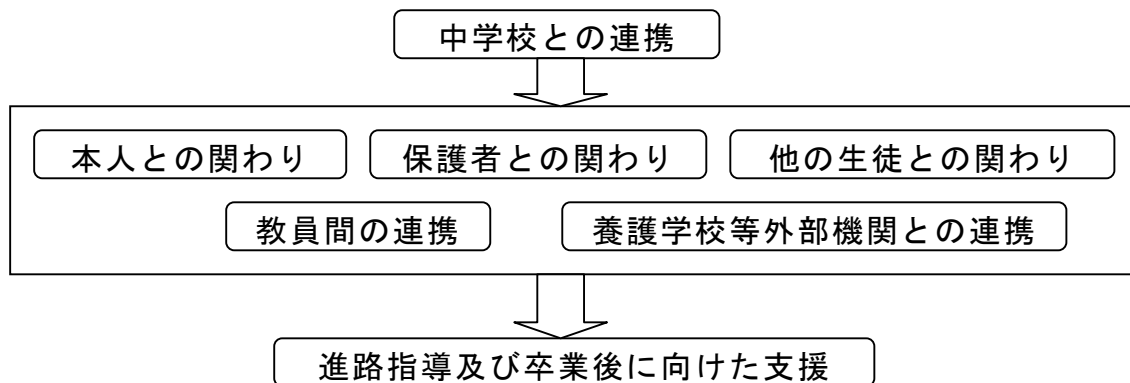 中学校との連携
本人との関わり
保護者との関わり
他の生徒との関わり
教員間の連携
養護学校等外部機関との連携
進路指導及び卒業後に向けた支援